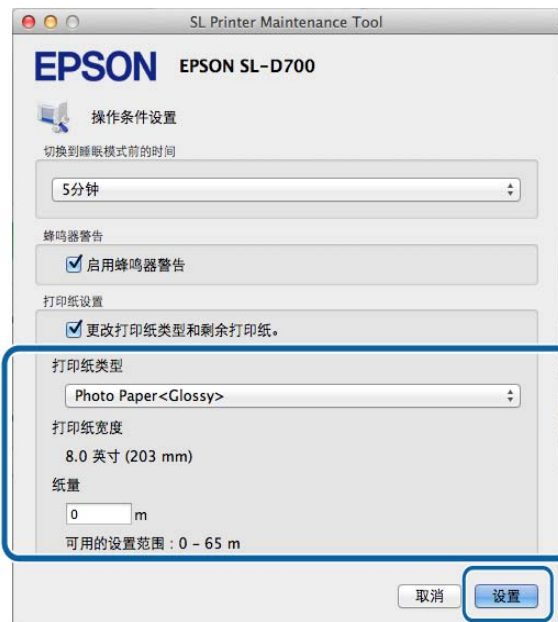 SL Printer Maintenance Tool
EPSON EPSON SL-D700
操作条件设置
切换到睡眠模式前的时间
5分钟
蜂鸣器警告
启用蜂鸣器警告
打印纸设置
更改打印纸类型和剩余打印纸。
打印纸类型
Photo Paper<Glossy>
打印纸宽度
8.0 英寸 (203 mm)
纸量
0 m
可用的设置范围：0 – 65 m
取消 设置